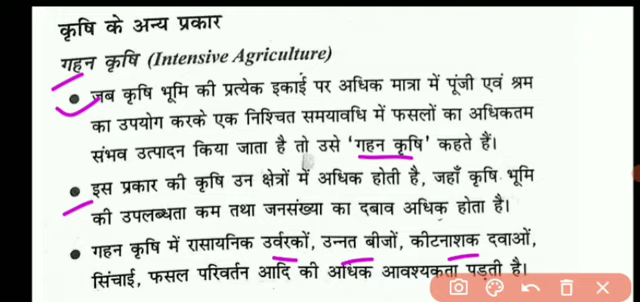 कृषि के अन्य प्रकार
गहन कृषि (Intensive Agriculture)
• जब कृषि भूमि की प्रत्येक इकाई पर अधिक मात्रा में पूंजी एवं श्रम
का उपयोग करके एक निश्चित समयावधि में फसलों का अधिकतम
संभव उत्पादन किया जाता है तो उसे ‘गहन कृषि’ कहते हैं।
• इस प्रकार की कृषि उन क्षेत्रों में अधिक होती है, जहाँ कृषि भूमि
की उपलब्धता कम तथा जनसंख्या का दबाव अधिक होता है।
• गहन कृषि में रासायनिक उर्वरकों, उन्नत बीजों, कीटनाशक दवाओं,
सिंचाई, फसल परिवर्तन आदि की अधिक आवश्यकता पड़ती है।